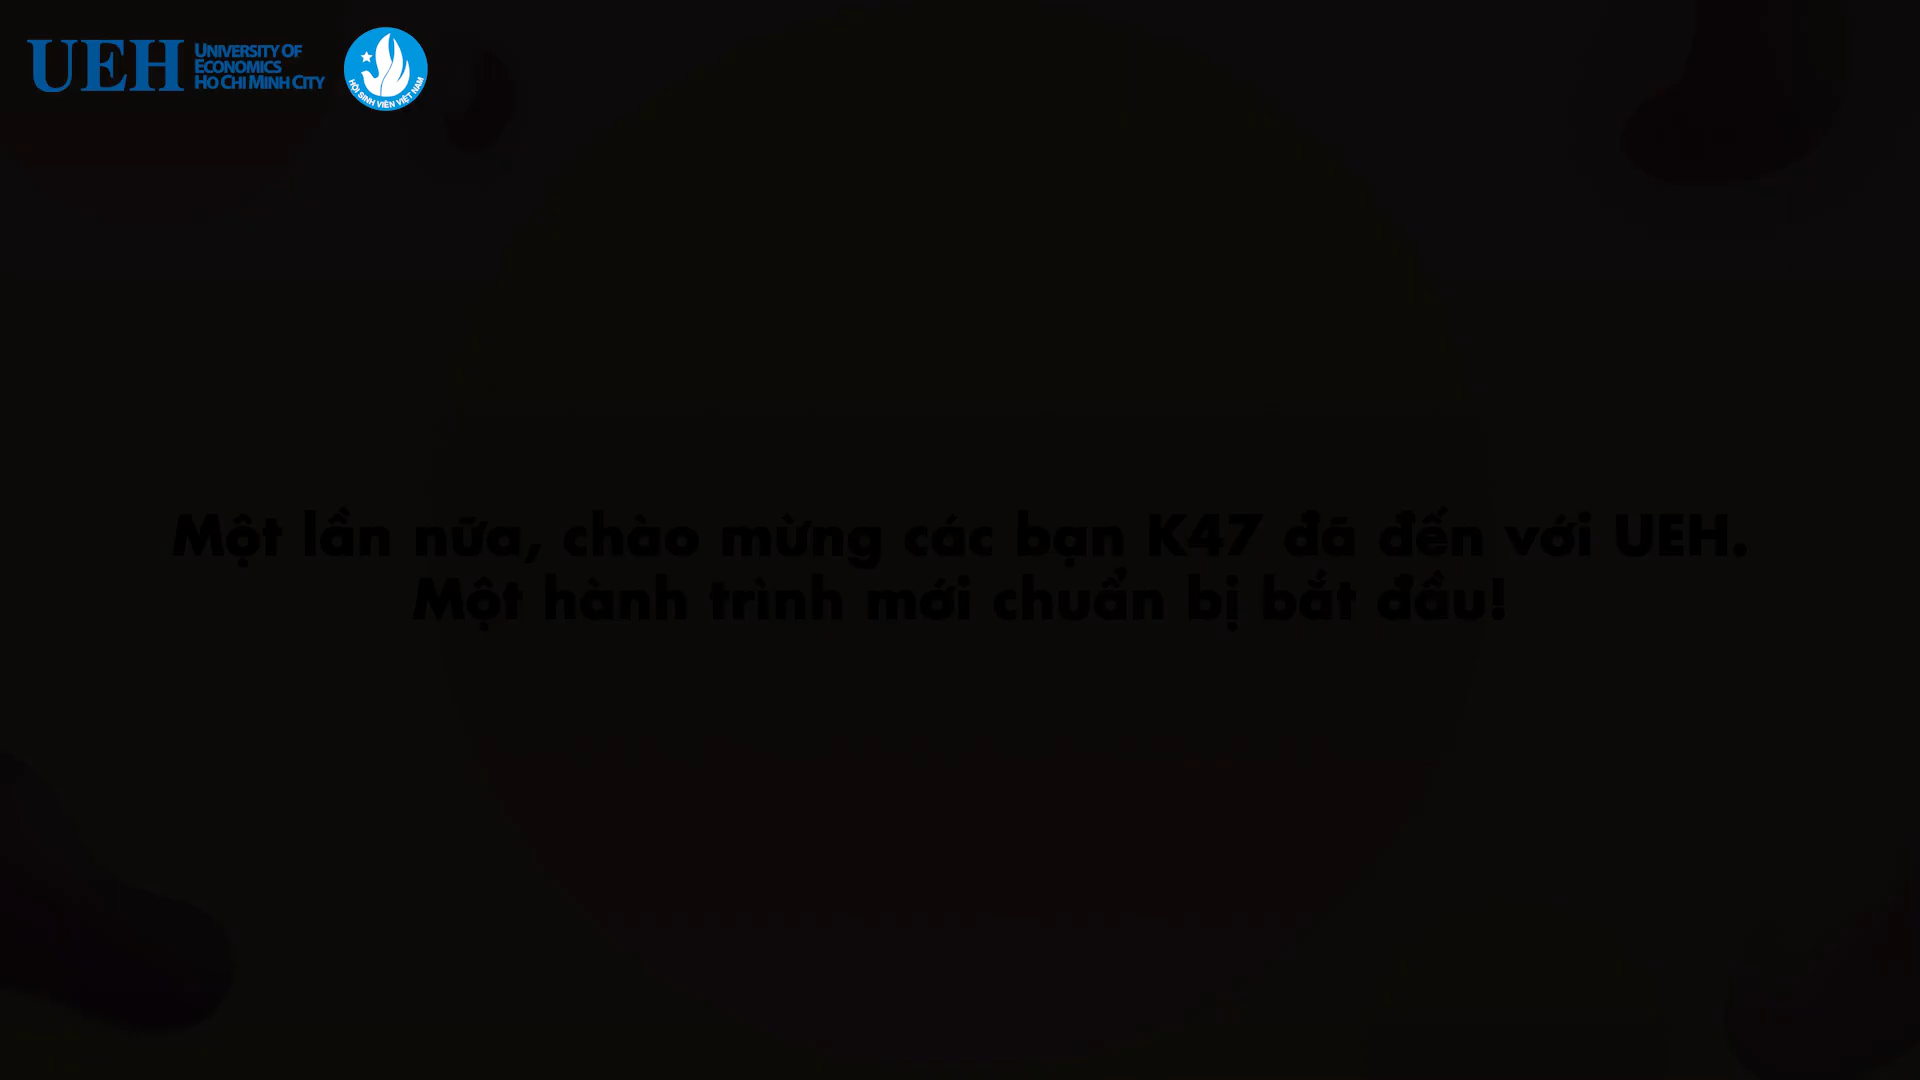 UEH
UNIVERSITY OF
ECONOMICS
HO CHI MINH CITY
HỘI SINH VIÊN VIỆT NAM
Một lần nữa, chào mừng các bạn K47 đã đến với UEH.
Một hành trình mới chuẩn bị bắt đầu!